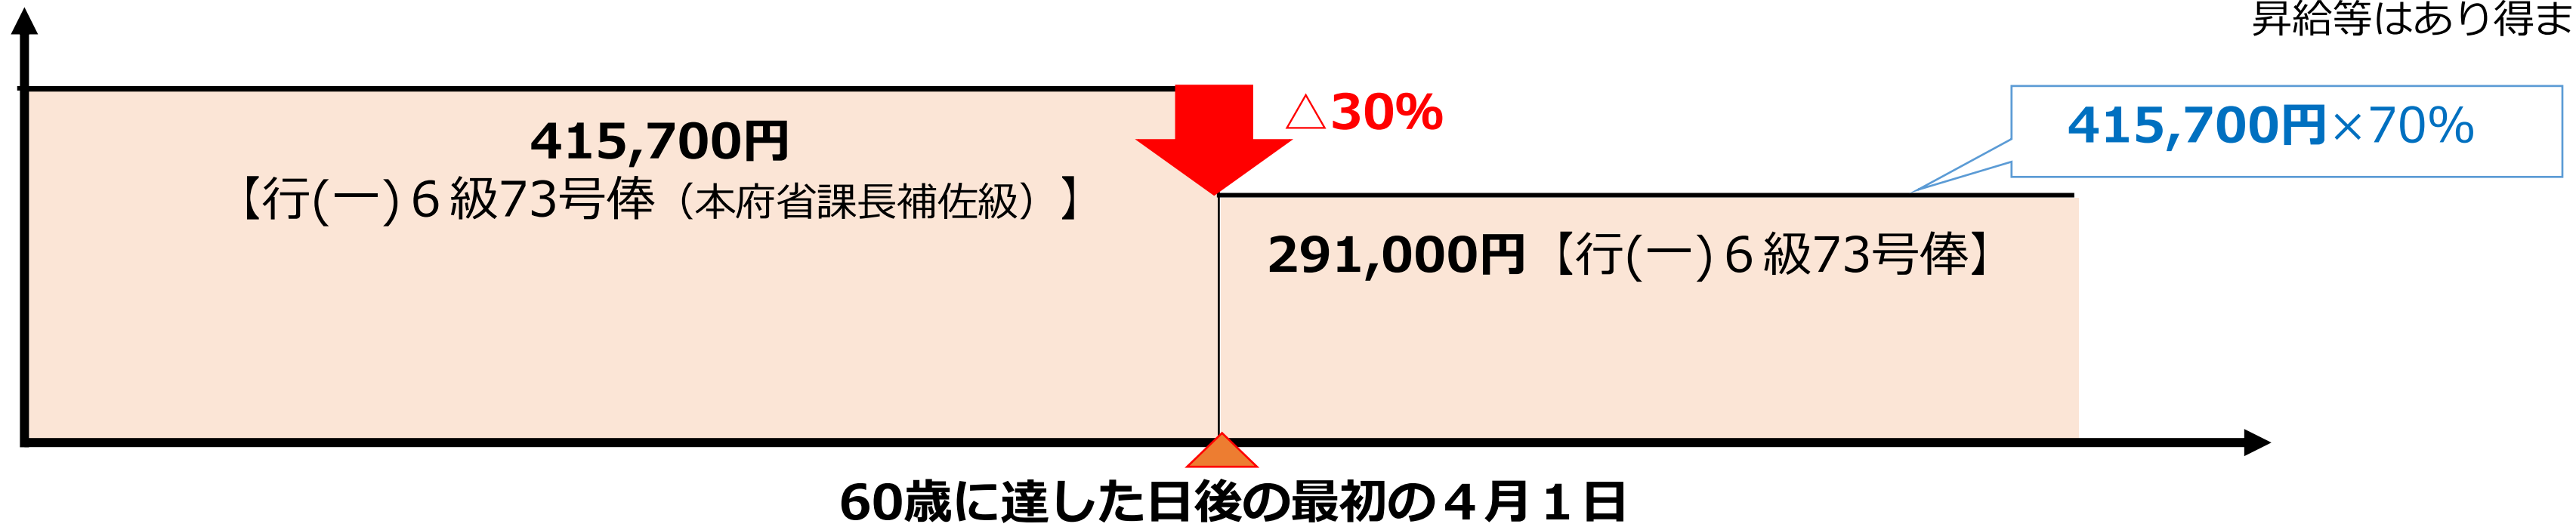 昇給等はあり得ま
415,700円
【行(一)６級73号俸（本府省課長補佐級）】
△30%
415,700円×70%
291,000円【行(一)６級73号俸】
60歳に達した日後の最初の４月１日